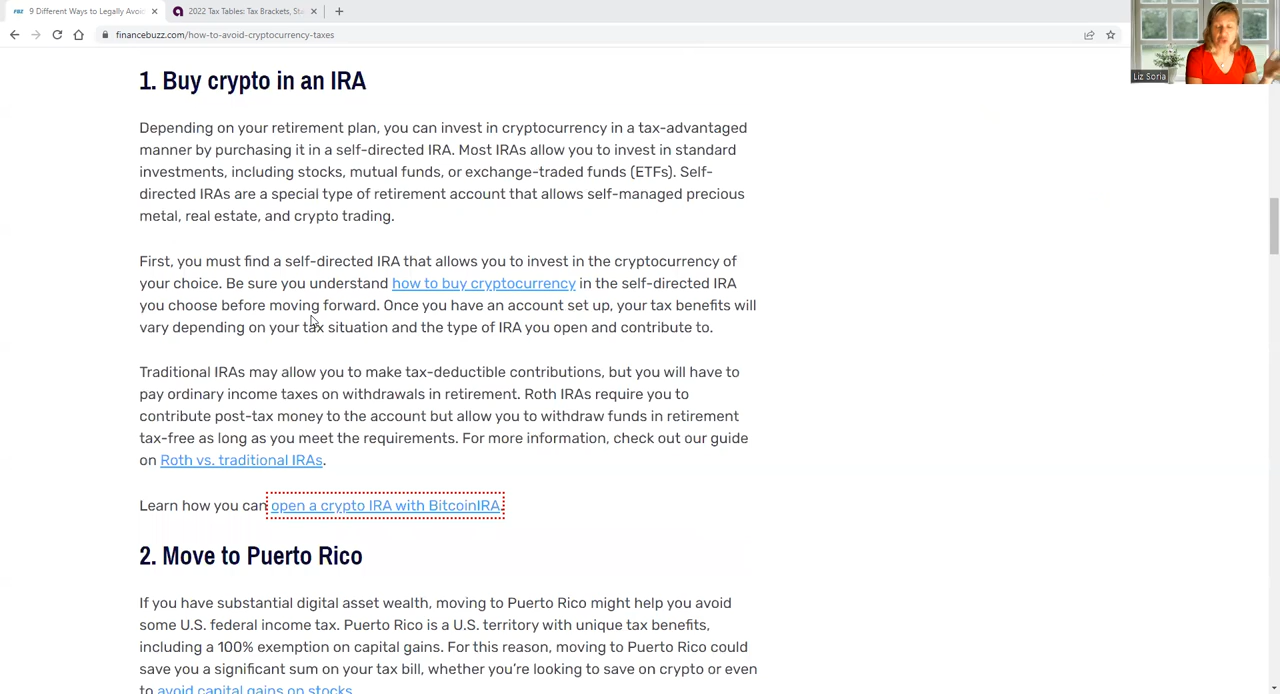 FBZ 9 Different Ways to Legally Avoi
2022 Tax Tables: Tax Brackets, Sta
financebuzz.com/how-to-avoid-cryptocurrency-taxes
Liz Soria
1. Buy crypto in an IRA
Depending on your retirement plan, you can invest in cryptocurrency in a tax-advantaged
manner by purchasing it in a self-directed IRA. Most IRAs allow you to invest in standard
investments, including stocks, mutual funds, or exchange-traded funds (ETFs). Self-
directed IRAs are a special type of retirement account that allows self-managed precious
metal, real estate, and crypto trading.
First, you must find a self-directed IRA that allows you to invest in the cryptocurrency of
your choice. Be sure you understand how to buy cryptocurrency in the self-directed IRA
you choose before moving forward. Once you have an account set up, your tax benefits will
vary depending on your tax situation and the type of IRA you open and contribute to.
Traditional IRAs may allow you to make tax-deductible contributions, but you will have to
pay ordinary income taxes on withdrawals in retirement. Roth IRAs require you to
contribute post-tax money to the account but allow you to withdraw funds in retirement
tax-free as long as you meet the requirements. For more information, check out our guide
on Roth vs. traditional IRAs.
Learn how you can open a crypto IRA with BitcoinIRA.
2. Move to Puerto Rico
If you have substantial digital asset wealth, moving to Puerto Rico might help you avoid
some U.S. federal income tax. Puerto Rico is a U.S. territory with unique tax benefits,
including a 100% exemption on capital gains. For this reason, moving to Puerto Rico could
save you a significant sum on your tax bill, whether you're looking to save on crypto or even
to avoid capital gains on stocks.